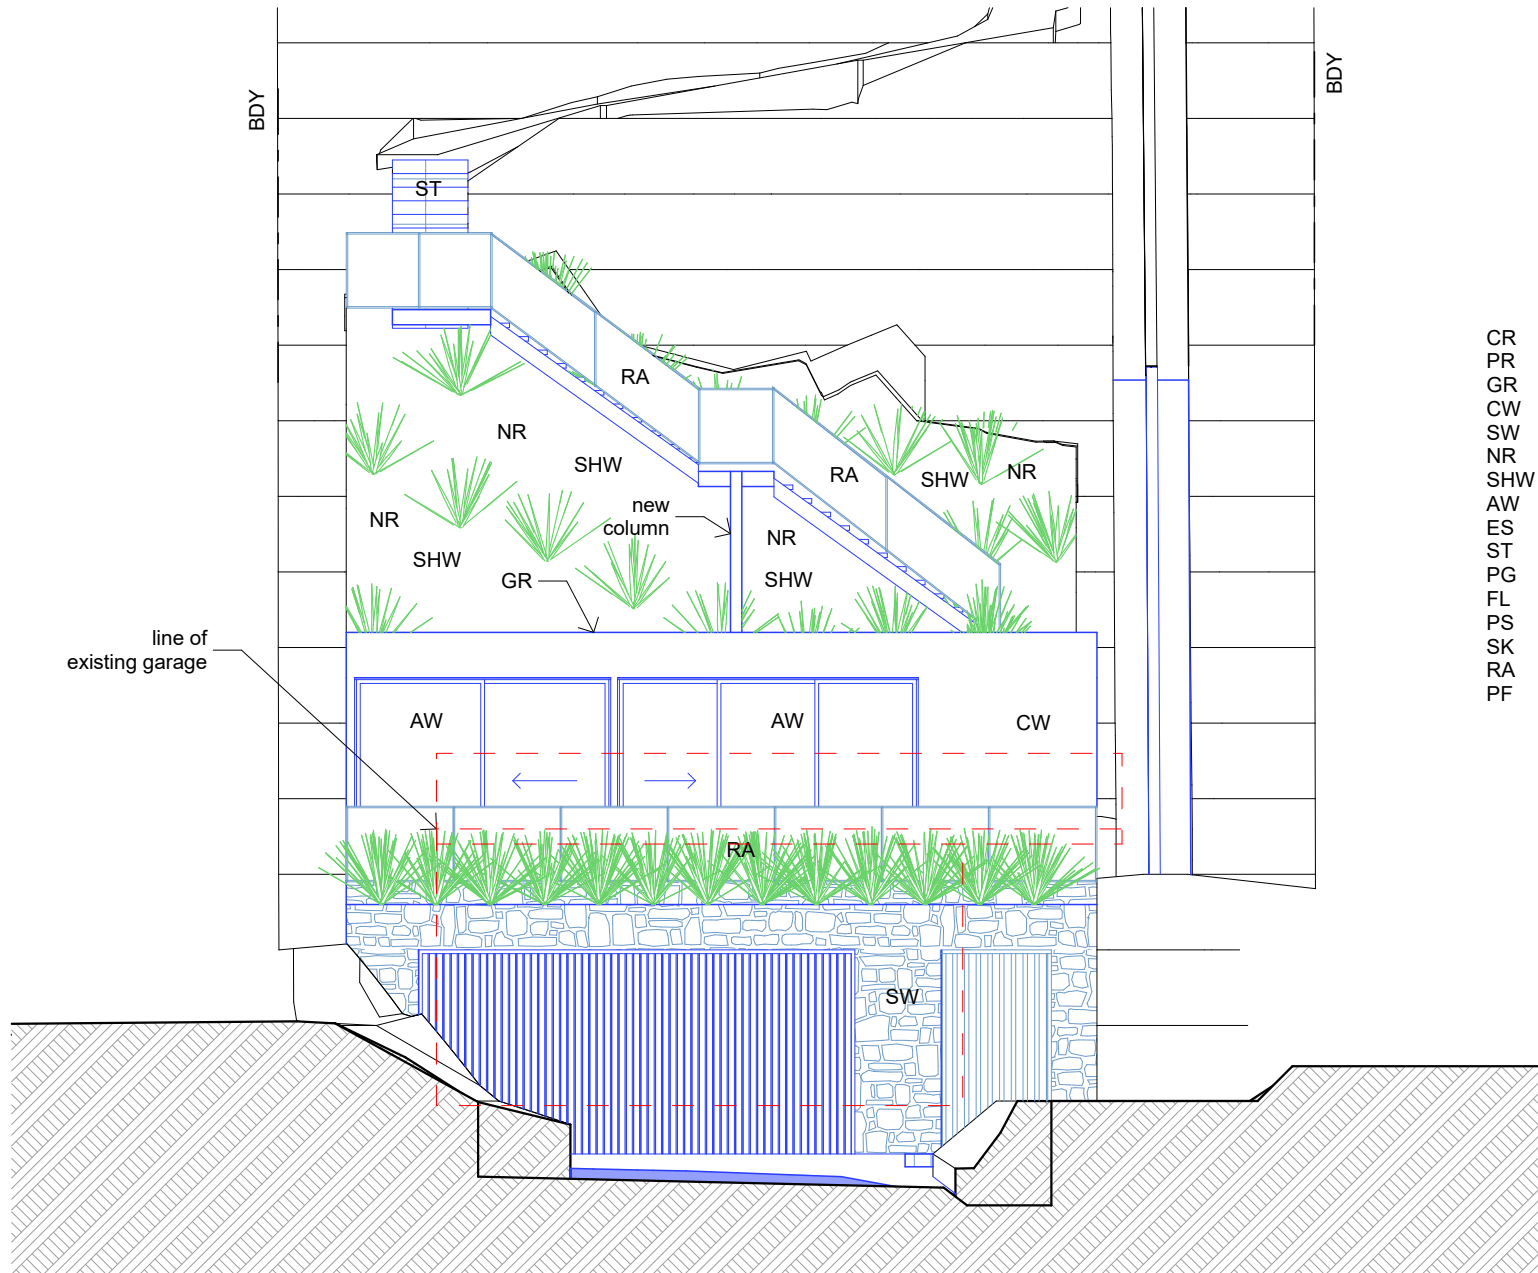 BDY
BDY
ST
CR
PR
GR
CW
SW
NR
SHW
AW
ES
ST
PG
FL
PS
SK
RA
PF
RA
NR
SHW
RA
SHW
NR
new
column
NR
SHW
NR
SHW
GR
line of
existing garage
AW
AW
CW
RA
SW